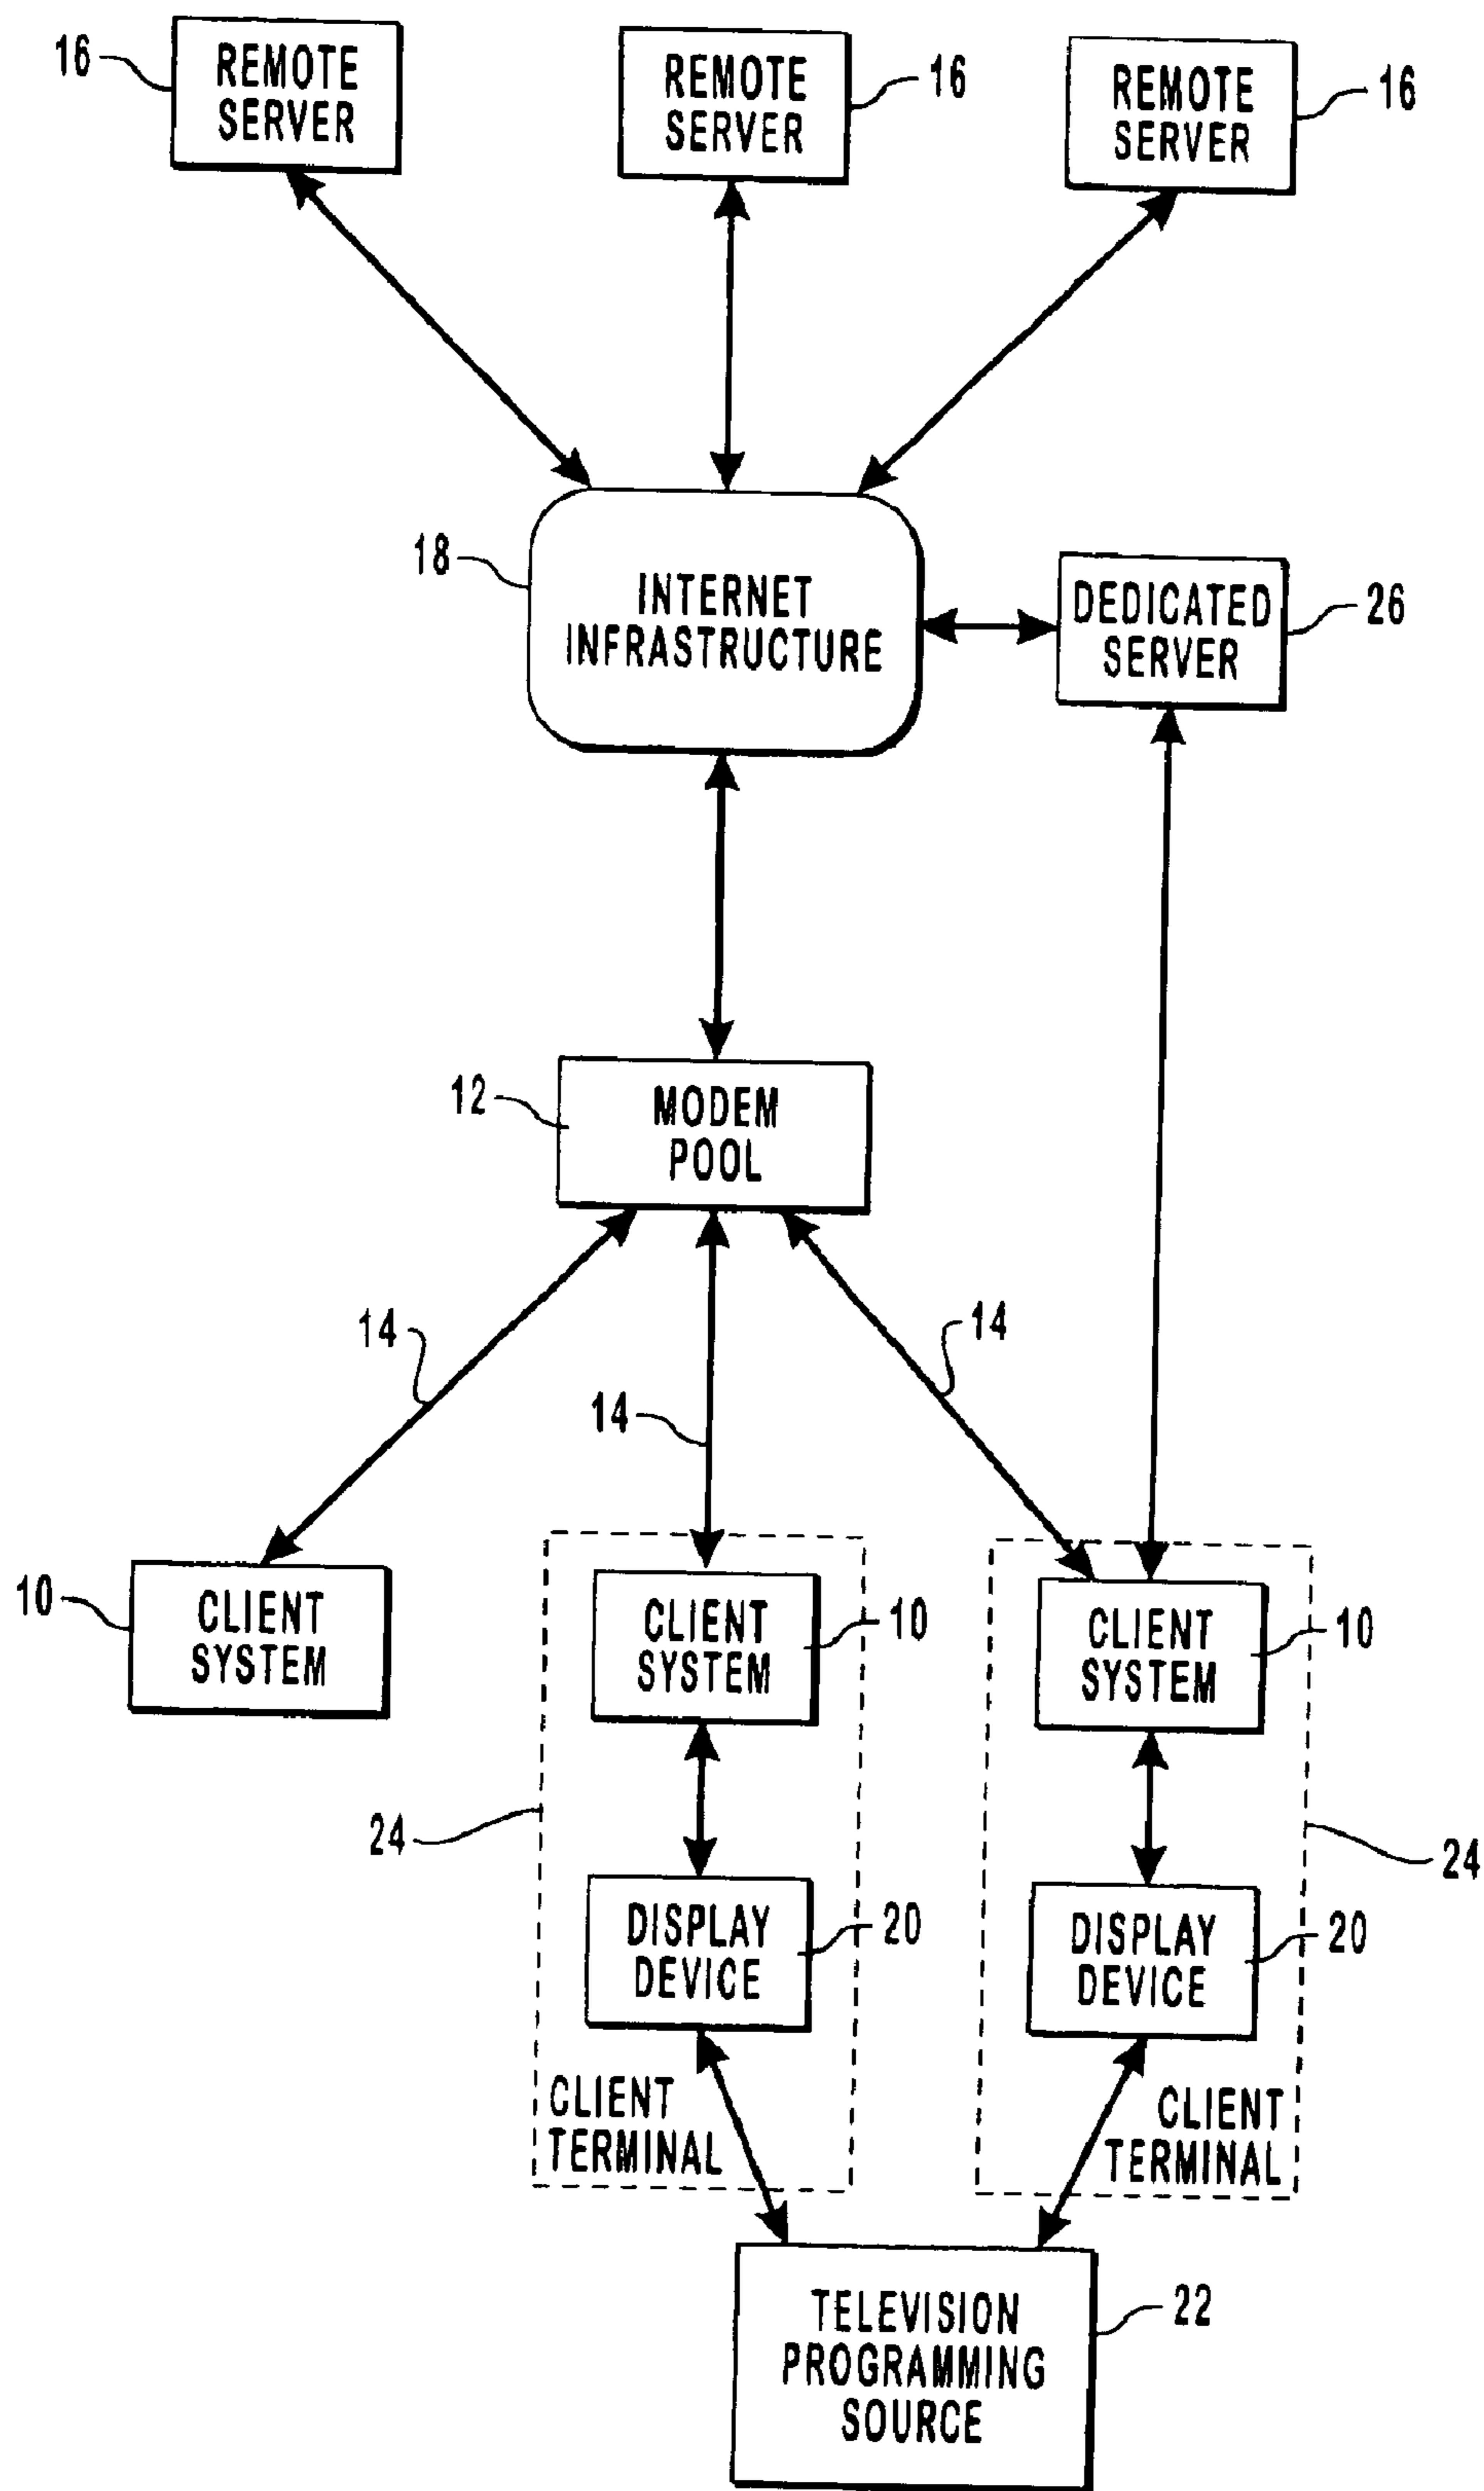 16
REMOTE
SERVER
REMOTE
SERVER
16
REMOTE
SERVER
16
18
INTERNET
INFRASTRUCTURE
DEDICATED
SERVER
26
12
MODEM
POOL
14
14
14
10
CLIENT
SYSTEM
CLIENT
SYSTEM
10
CLIENT
SYSTEM
10
24
24
DISPLAY
DEVICE
20
DISPLAY
DEVICE
20
CLIENT
TERMINAL
CLIENT
TERMINAL
TELEVISION
PROGRAMMING
SOURCE
22